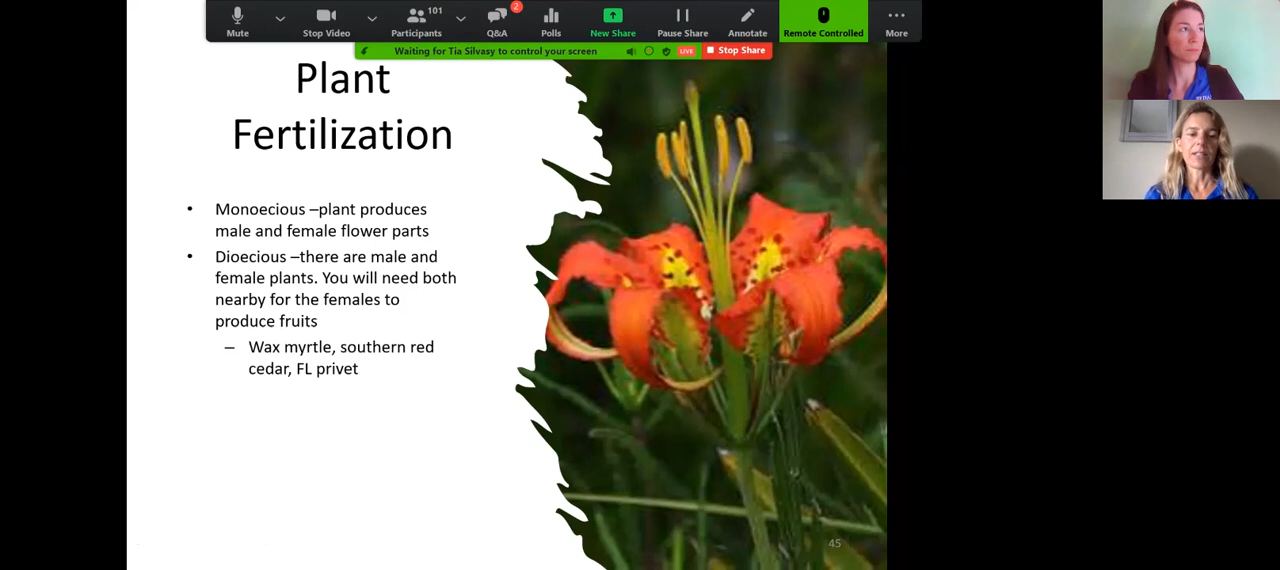 101
2
Mute
Stop Video
Participants
Q&A
Polls
New Share
Pause Share
Annotate
Remote Controlled
More
Waiting for Tia Silvasy to control your screen
LIVE
Stop Share
Plant
Fertilization
• Monoecious –plant produces
male and female flower parts
• Dioecious –there are male and
female plants. You will need both
nearby for the females to
produce fruits
– Wax myrtle, southern red
cedar, FL privet
45